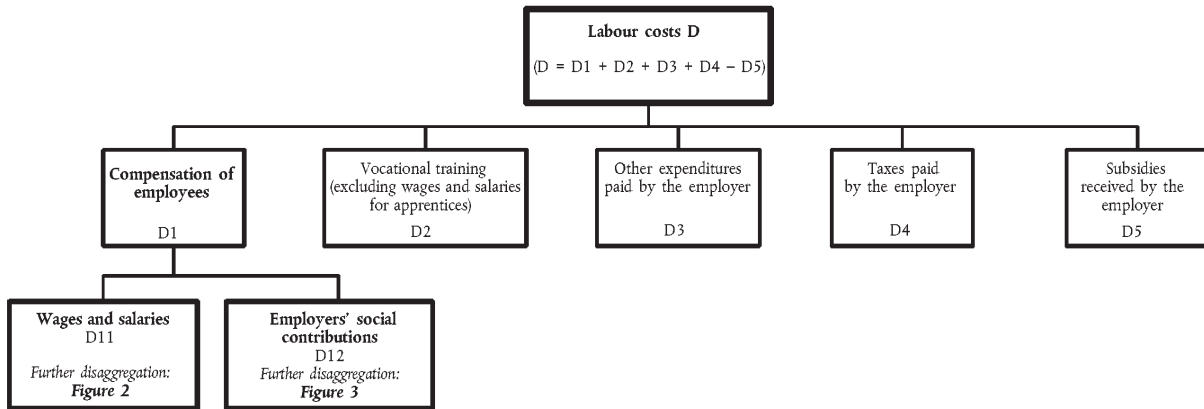 Labour costs D
(D = D1 + D2 + D3 + D4 – D5)
Compensation of
employees
D1
Vocational training
(excluding wages and salaries
for apprentices)
D2
Other expenditures
paid by the employer
D3
Taxes paid
by the employer
D4
Subsidies
received by the
employer
D5
Wages and salaries
D11
Further disaggregation:
Figure 2
Employers' social
contributions
D12
Further disaggregation:
Figure 3